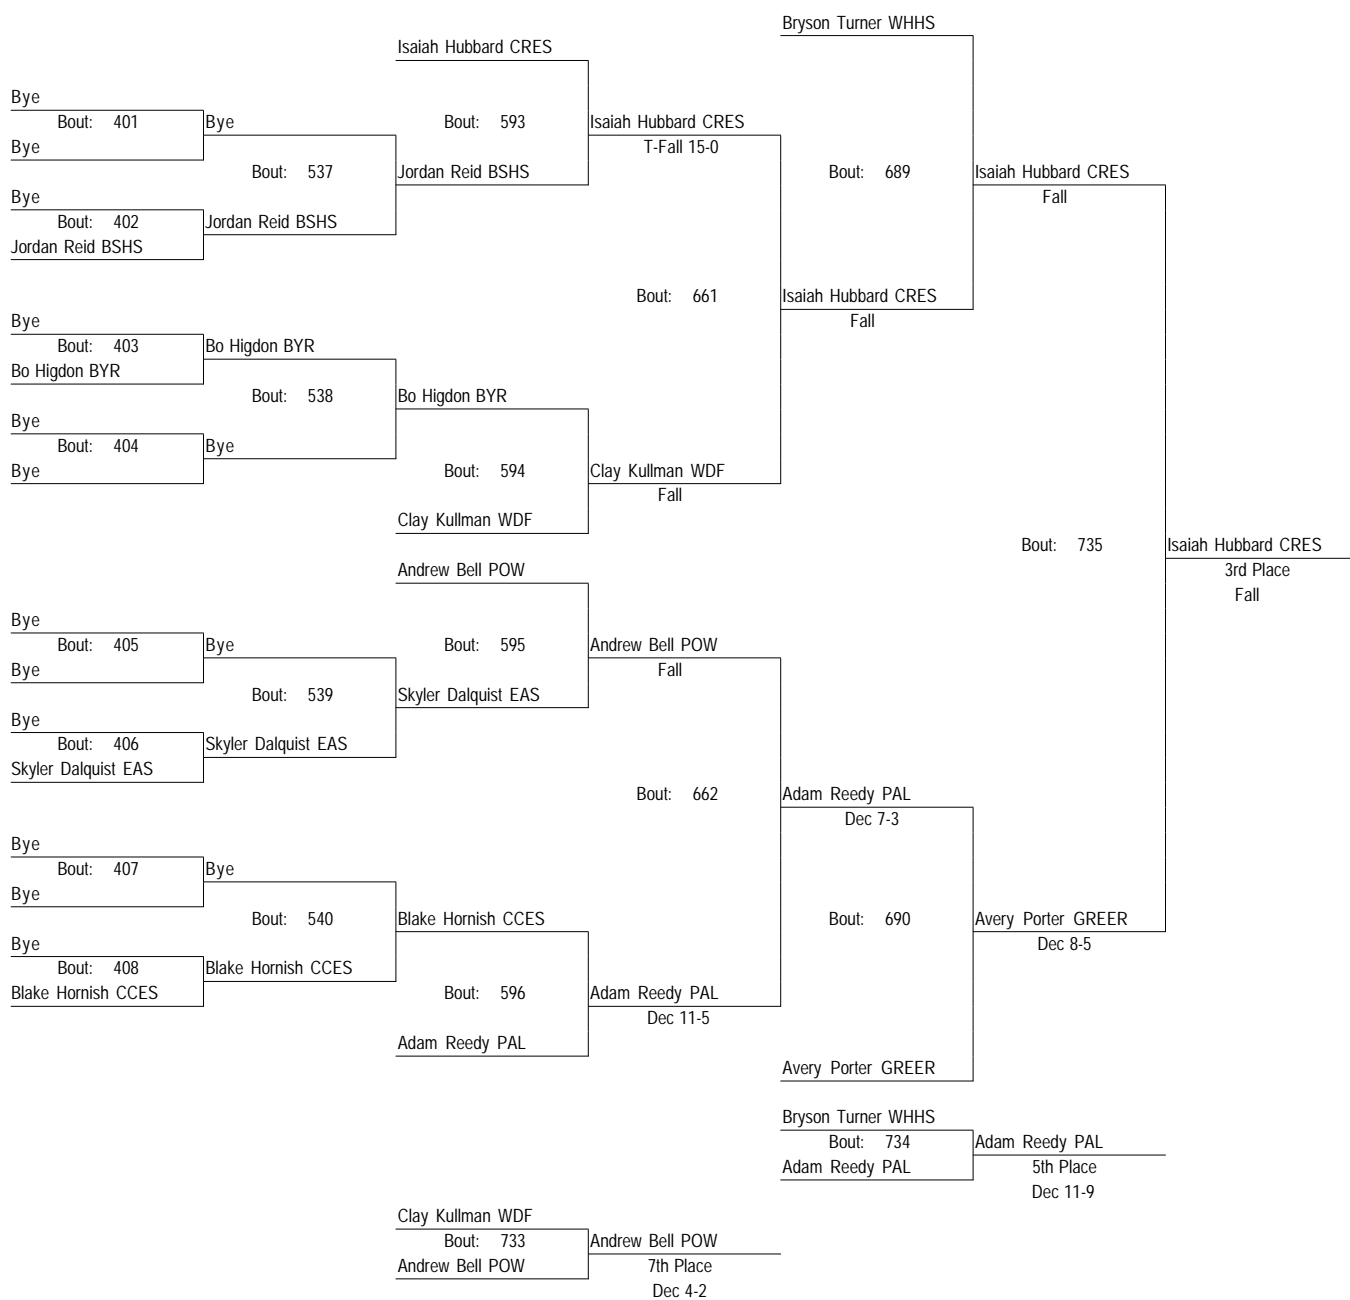 Bryson Turner WHHS
Isaiah Hubbard CRES
Bye
Bout: 401
Bye
Bout: 593
Isaiah Hubbard CRES
Bye
T-Fall 15-0
Bout: 537
Jordan Reid BSHS
Bout: 689
Isaiah Hubbard CRES
Bye
Fall
Bout: 402
Jordan Reid BSHS
Jordan Reid BSHS
Bout: 661
Isaiah Hubbard CRES
Bye
Fall
Bout: 403
Bo Higdon BYR
Bo Higdon BYR
Bout: 538
Bo Higdon BYR
Bye
Bout: 404
Bye
Bye
Bout: 594
Clay Kullman WDF
Fall
Clay Kullman WDF
Bout: 735
Isaiah Hubbard CRES
Andrew Bell POW
3rd Place
Fall
Bye
Bout: 405
Bye
Bout: 595
Andrew Bell POW
Bye
Fall
Bout: 539
Skyler Dalquist EAS
Bye
Bout: 406
Skyler Dalquist EAS
Skyler Dalquist EAS
Bout: 662
Adam Reedy PAL
Dec 7-3
Bye
Bout: 407
Bye
Bye
Bout: 540
Blake Hornish CCES
Bout: 690
Avery Porter GREER
Bye
Dec 8-5
Bout: 408
Blake Hornish CCES
Blake Hornish CCES
Bout: 596
Adam Reedy PAL
Dec 11-5
Adam Reedy PAL
Avery Porter GREER
Bryson Turner WHHS
Bout: 734
Adam Reedy PAL
Adam Reedy PAL
5th Place
Dec 11-9
Clay Kullman WDF
Bout: 733
Andrew Bell POW
Andrew Bell POW
7th Place
Dec 4-2